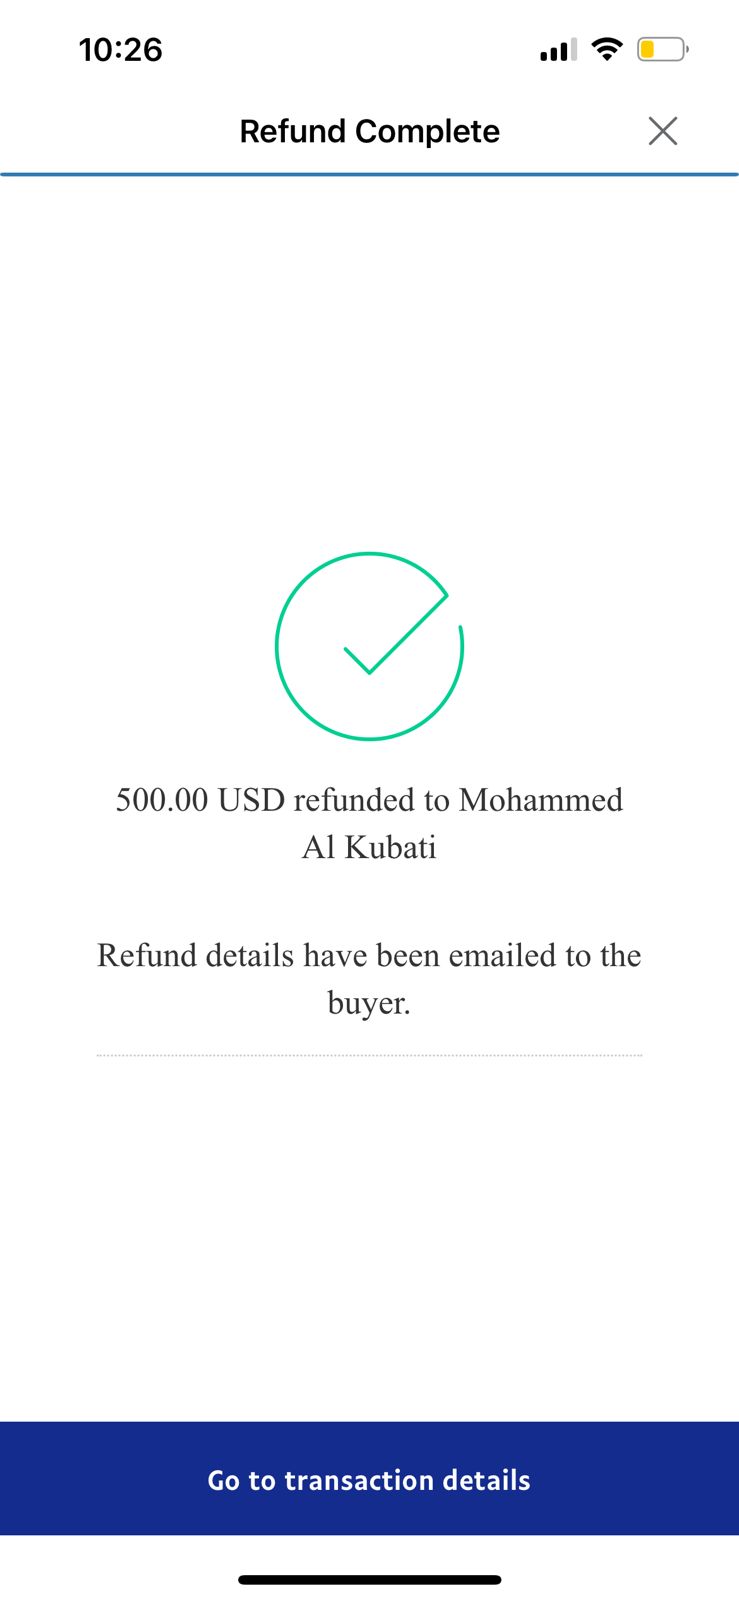 10:26
Refund Complete
500.00 USD refunded to Mohammed
Al Kubati
Refund details have been emailed to the
buyer.
Go to transaction details